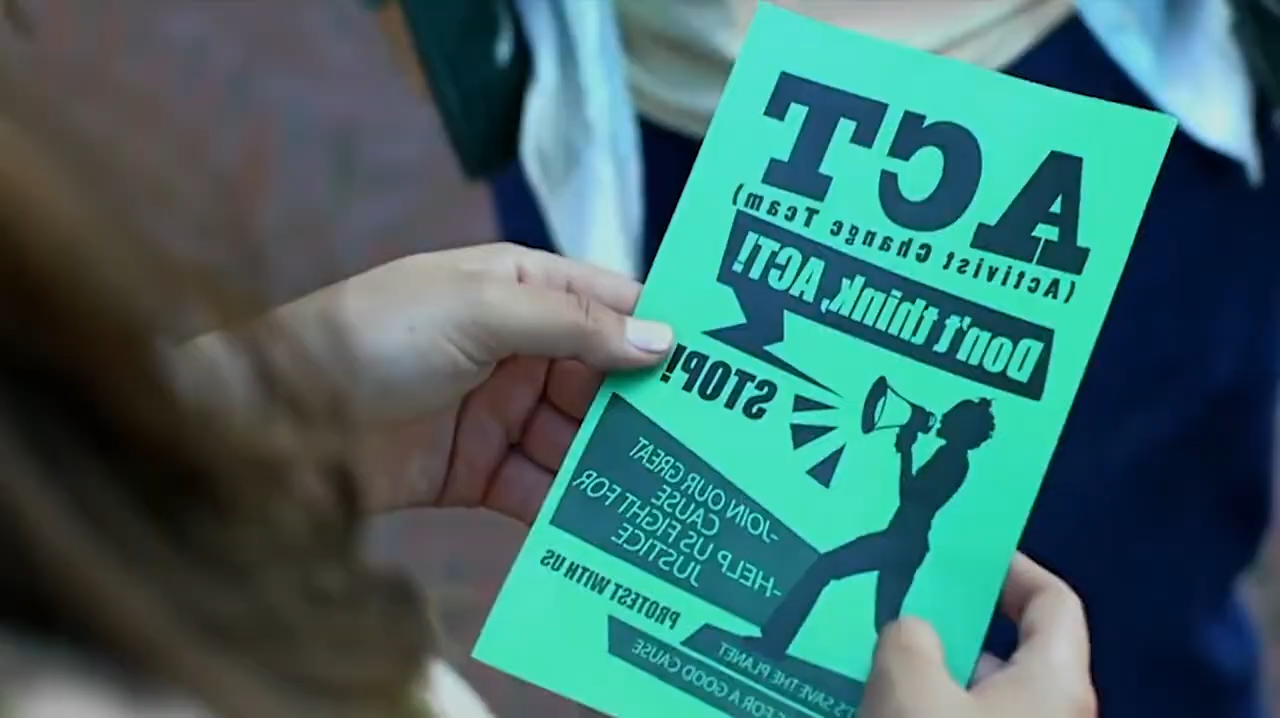 ACT
(Activist Change Team)
Don't think, ACT!
STOP!
-JOIN OUR GREAT
CAUSE
-HELP US FIGHT FOR
JUSTICE
PROTEST WITH US
SAVE THE PLANET
FOR A GOOD CAUSE